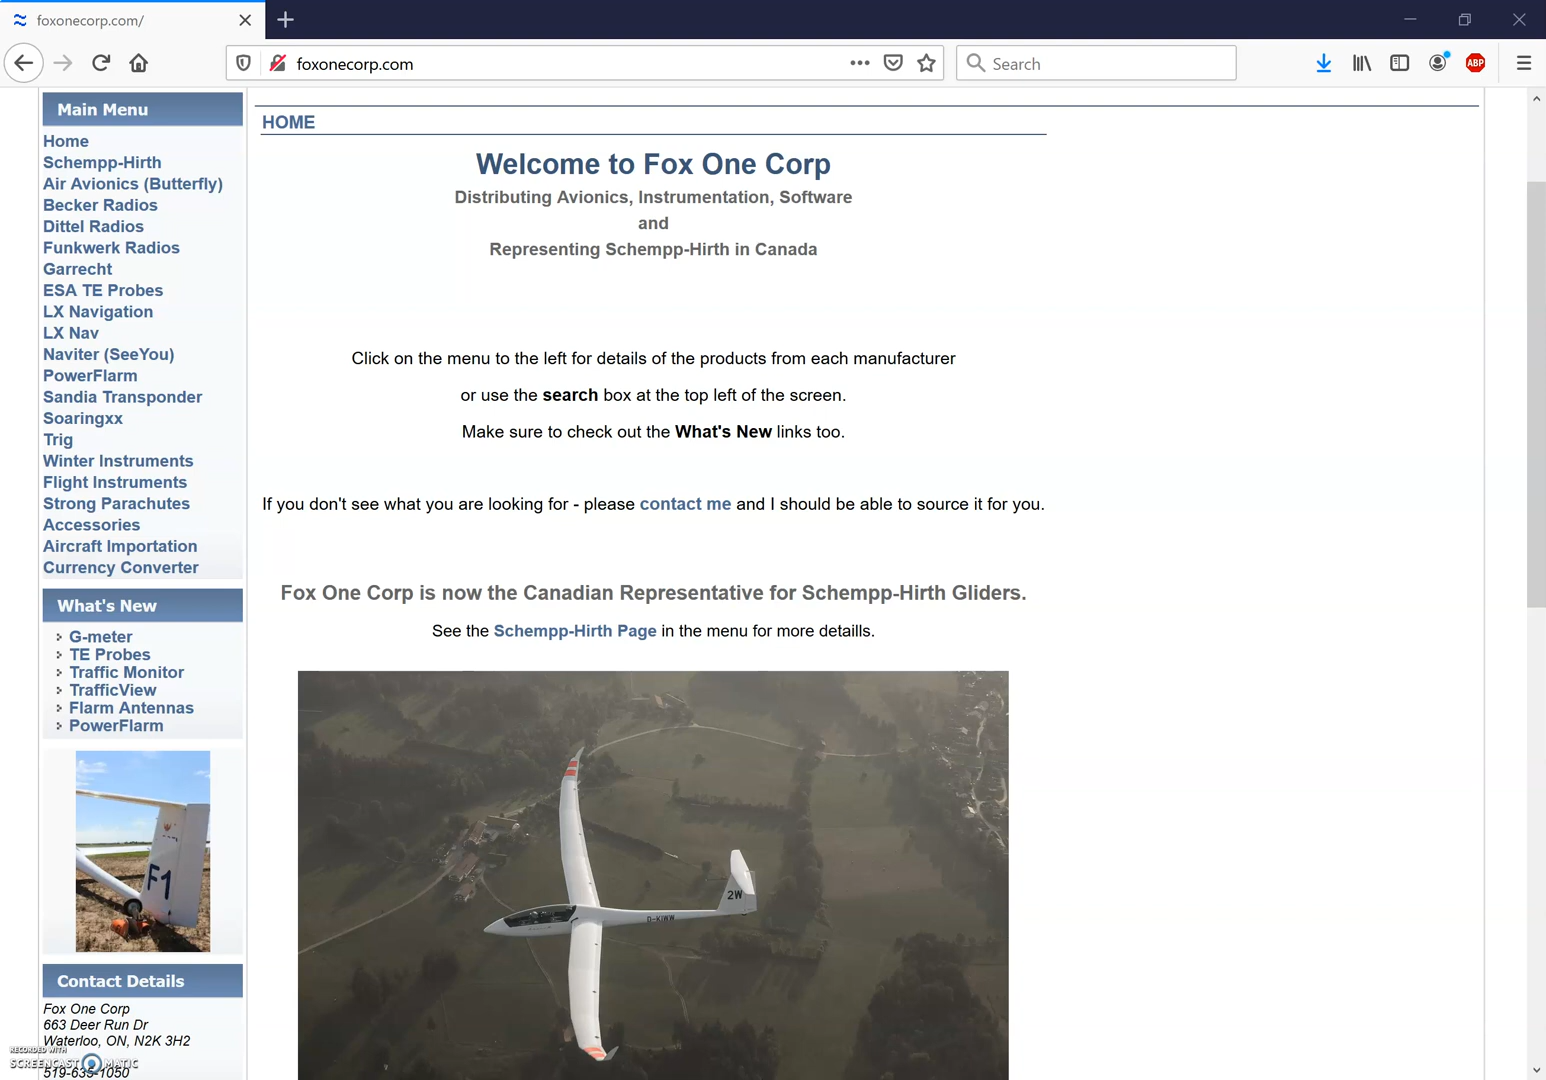 foxonecorp.com/
foxonecorp.com
Search
ABP
Main Menu
Home
Schempp-Hirth
Air Avionics (Butterfly)
Becker Radios
Dittel Radios
Funkwerk Radios
Garrecht
ESA TE Probes
LX Navigation
LX Nav
Naviter (SeeYou)
PowerFlarm
Sandia Transponder
Soaringxx
Trig
Winter Instruments
Flight Instruments
Strong Parachutes
Accessories
Aircraft Importation
Currency Converter
What's New
G-meter
TE Probes
Traffic Monitor
TrafficView
Flarm Antennas
PowerFlarm
F1
Contact Details
Fox One Corp
663 Deer Run Dr
Waterloo, ON, N2K 3H2
519-635-1050
RECORDED WITH
SCREENCAST MATIC
HOME
Welcome to Fox One Corp
Distributing Avionics, Instrumentation, Software
and
Representing Schempp-Hirth in Canada
Click on the menu to the left for details of the products from each manufacturer
or use the search box at the top left of the screen.
Make sure to check out the What's New links too.
If you don't see what you are looking for - please contact me and I should be able to source it for you.
Fox One Corp is now the Canadian Representative for Schempp-Hirth Gliders.
See the Schempp-Hirth Page in the menu for more detaills.
2W
D-KIWW